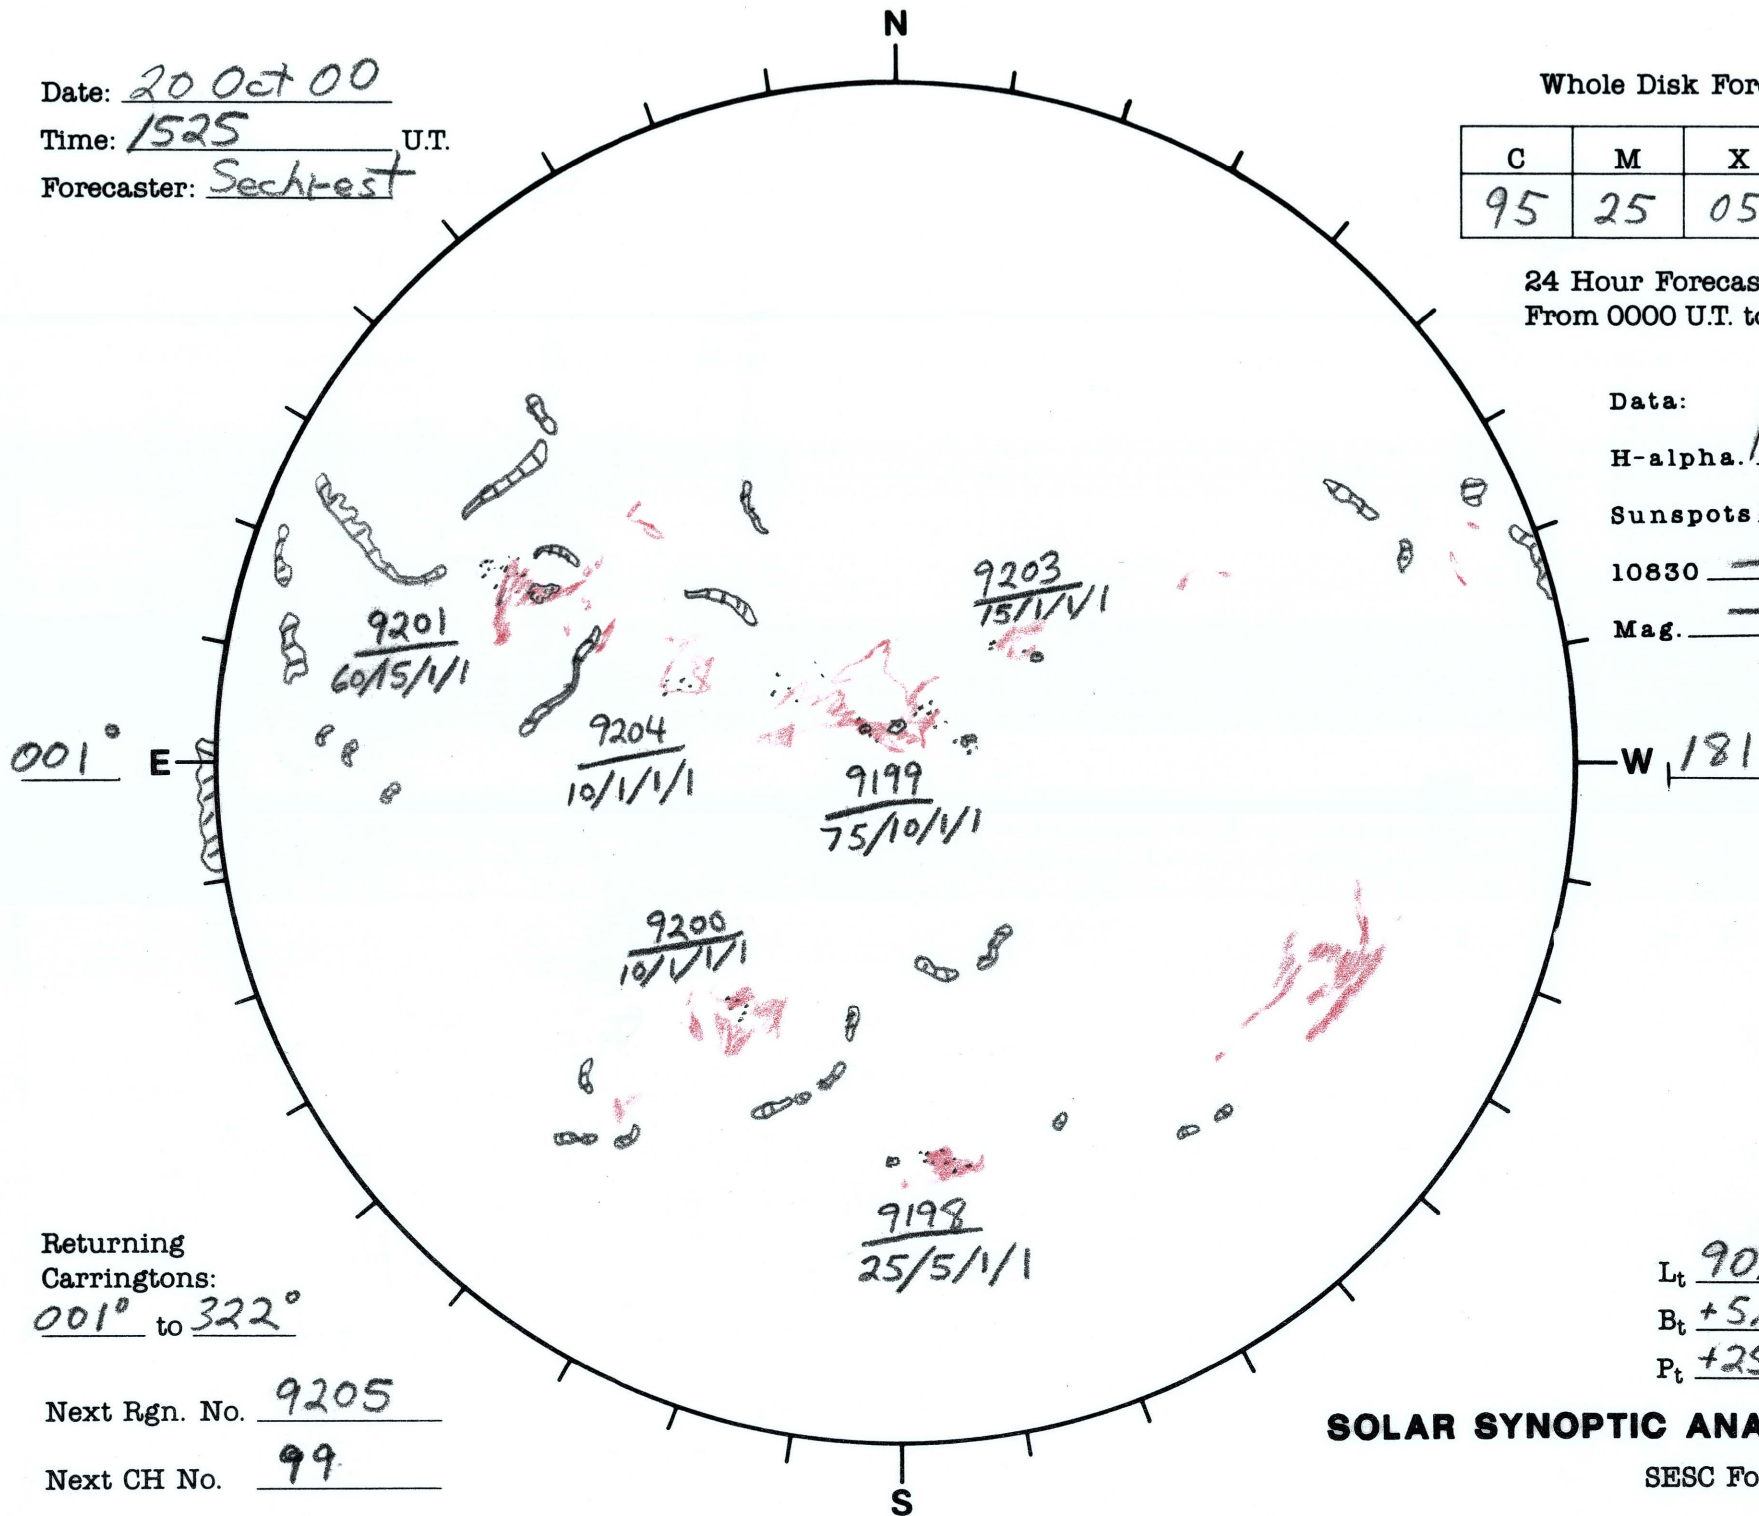 N
Date: 20 Oct 00
Time: 1525 U.T.
Forecaster: Sechrest
Whole Disk For
C M X
95 25 05
24 Hour Forecas
From 0000 U.T. to
Data:
H-alpha.
Sunspots
10830
Mag.
9203
15/1/1/1
9201
60/15/1/1
9204
10/1/1/1
001° E
W 181
9199
75/10/1/1
9200
10/1/1/1
9198
25/5/1/1
Returning
Carringtons:
001° to 322°
Next Rgn. No. 9205
Next CH No. 99
Lt 90
Bt +5
Pt +25
SOLAR SYNOPTIC ANA
SESC Fo
S